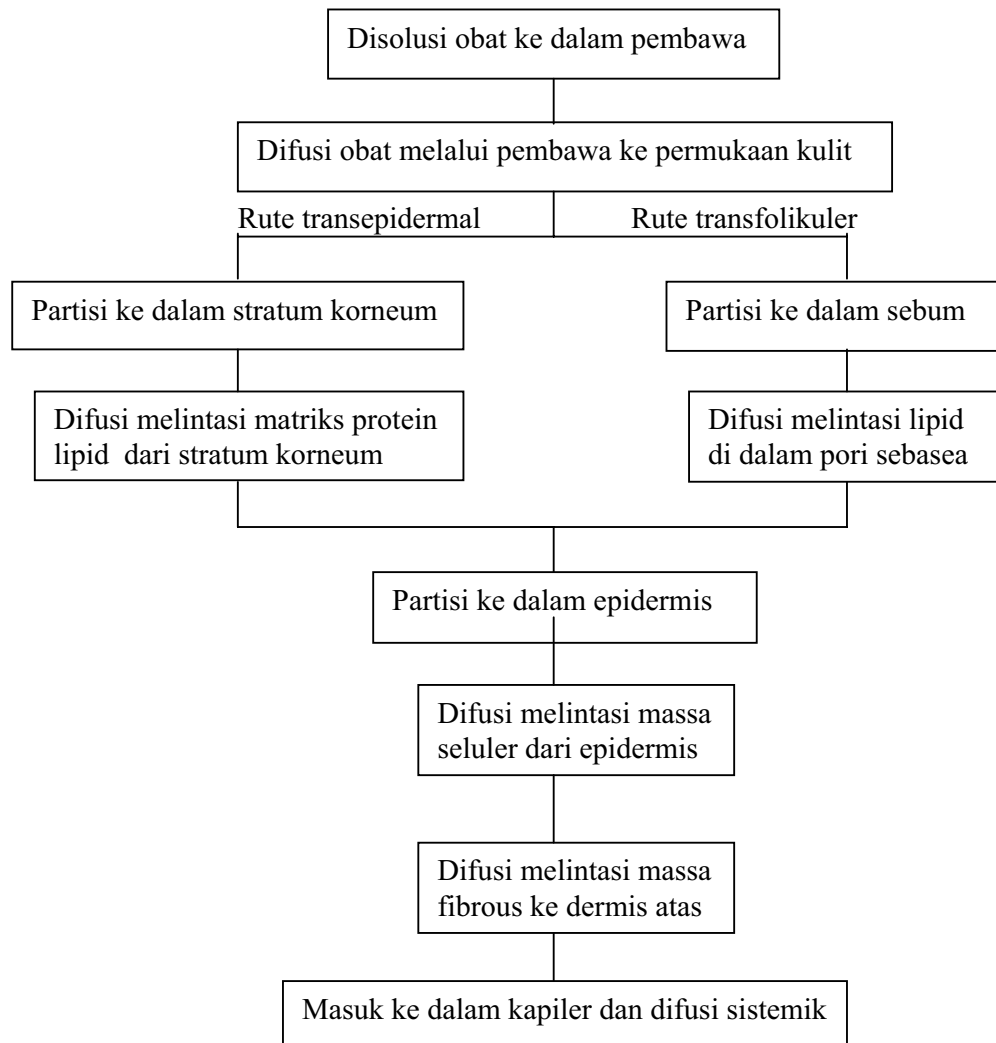 Disolusi obat ke dalam pembawa
Difusi obat melalui pembawa ke permukaan kulit
Rute transepidermal
Rute transfolikuler
Partisi ke dalam stratum korneum
Partisi ke dalam sebum
Difusi melintasi matriks protein
lipid  dari stratum korneum
Difusi melintasi lipid
di dalam pori sebasea
Partisi ke dalam epidermis
Difusi melintasi massa
seluler dari epidermis
Difusi melintasi massa
fibrous ke dermis atas
Masuk ke dalam kapiler dan difusi sistemik